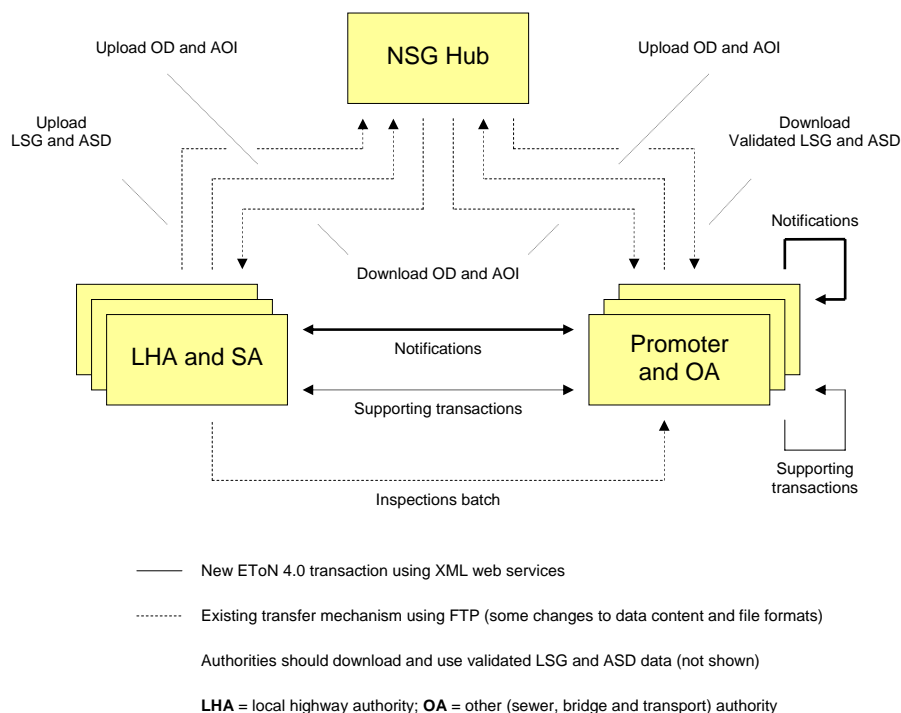 Upload OD and AOI
NSG Hub
Upload OD and AOI
Upload
LSG and ASD
Download
Validated LSG and ASD
Notifications
Download OD and AOI
LHA and SA
Notifications
Promoter
and OA
Supporting transactions
Supporting
transactions
Inspections batch
New EToN 4.0 transaction using XML web services
Existing transfer mechanism using FTP (some changes to data content and file formats)
Authorities should download and use validated LSG and ASD data (not shown)
LHA = local highway authority; OA = other (sewer, bridge and transport) authority